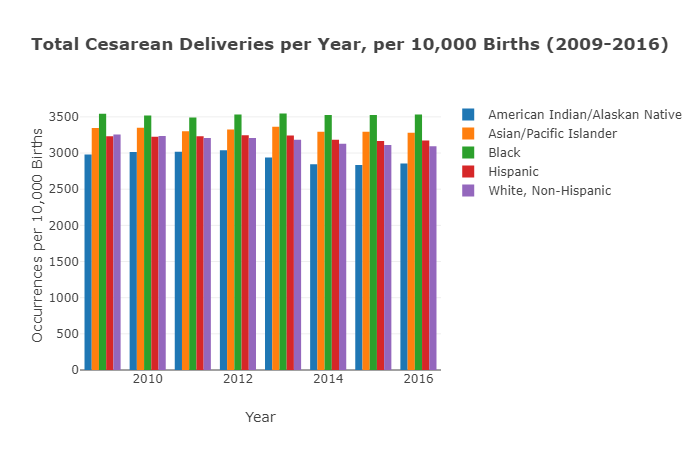 Total Cesarean Deliveries per Year, per 10,000 Births (2009-2016)
American Indian/Alaskan Native
Asian/Pacific Islander
Black
Hispanic
White, Non-Hispanic
Occurrences per 10,000 Births
3500
3000
2500
2000
1500
1000
500
0
2010 2012 2014 2016
Year